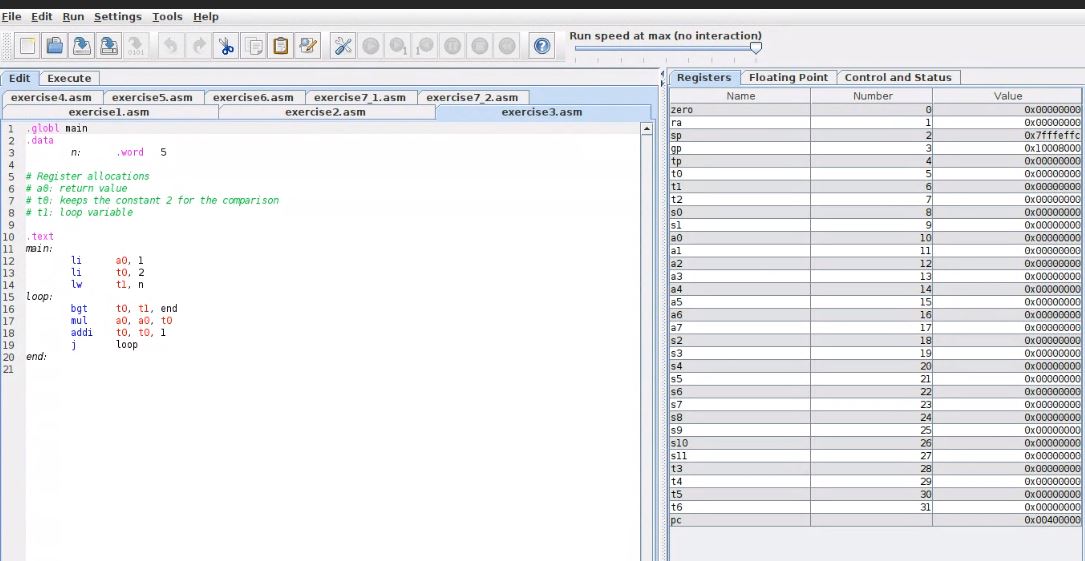 File Edit Run Settings Tools Help
Run speed at max (no interaction)
Edit Execute
exercise4.asm exercise5.asm exercise6.asm exercise7_1.asm exercise7_2.asm
exercise1.asm exercise2.asm exercise3.asm
1 .globl main
2 .data
3 n: .word 5
4
5 # Register allocations
6 # a0: return value
7 # t0: keeps the constant 2 for the comparison
8 # t1: loop variable
9
10 .text
11 main:
12 li a0, 1
13 li t0, 2
14 lw t1, n
15 loop:
16 bgt t0, t1, end
17 mul a0, a0, t0
18 addi t0, t0, 1
19 j loop
20 end:
21
Registers Floating Point Control and Status
Name Number Value
zero 0 0x00000000
ra 1 0x00000000
sp 2 0x7fffeffc
gp 3 0x10008000
tp 4 0x00000000
t0 5 0x00000000
t1 6 0x00000000
t2 7 0x00000000
s0 8 0x00000000
s1 9 0x00000000
a0 10 0x00000000
a1 11 0x00000000
a2 12 0x00000000
a3 13 0x00000000
a4 14 0x00000000
a5 15 0x00000000
a6 16 0x00000000
a7 17 0x00000000
s2 18 0x00000000
s3 19 0x00000000
s4 20 0x00000000
s5 21 0x00000000
s6 22 0x00000000
s7 23 0x00000000
s8 24 0x00000000
s9 25 0x00000000
s10 26 0x00000000
s11 27 0x00000000
t3 28 0x00000000
t4 29 0x00000000
t5 30 0x00000000
t6 31 0x00000000
pc 0x00400000